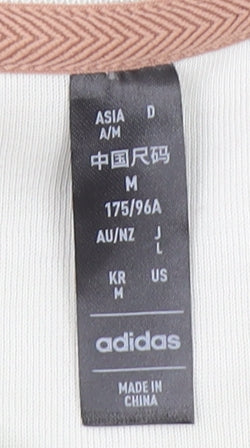 ASIA D
A/M
中国尺码
M
175/96A
AU/NZ J
L
KR US
M
adidas
MADE IN
CHINA